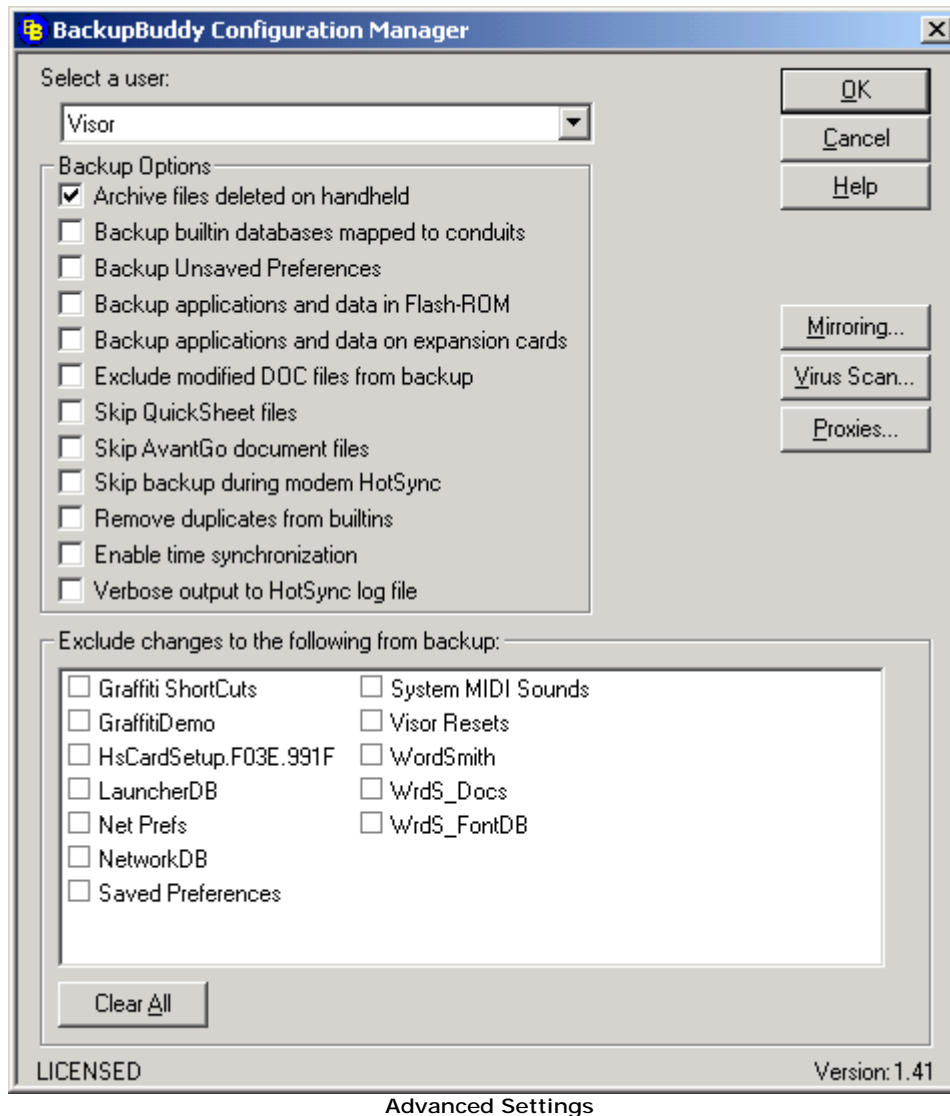 BackupBuddy Configuration Manager
Select a user:
Visor
OK
Cancel
Help
Backup Options
Archive files deleted on handheld
Backup builtin databases mapped to conduits
Backup Unsaved Preferences
Backup applications and data in Flash-ROM
Backup applications and data on expansion cards
Exclude modified DOC files from backup
Skip QuickSheet files
Skip AvantGo document files
Skip backup during modem HotSync
Remove duplicates from builtins
Enable time synchronization
Verbose output to HotSync log file
Mirroring...
Virus Scan...
Proxies...
Exclude changes to the following from backup:
Graffiti ShortCuts
GraffitiDemo
HsCardSetup.F03E.991F
LauncherDB
Net Prefs
NetworkDB
Saved Preferences
System MIDI Sounds
Visor Resets
WordSmith
WrdS_Docs
WrdS_FontDB
Clear All
LICENSED
Version: 1.41
Advanced Settings